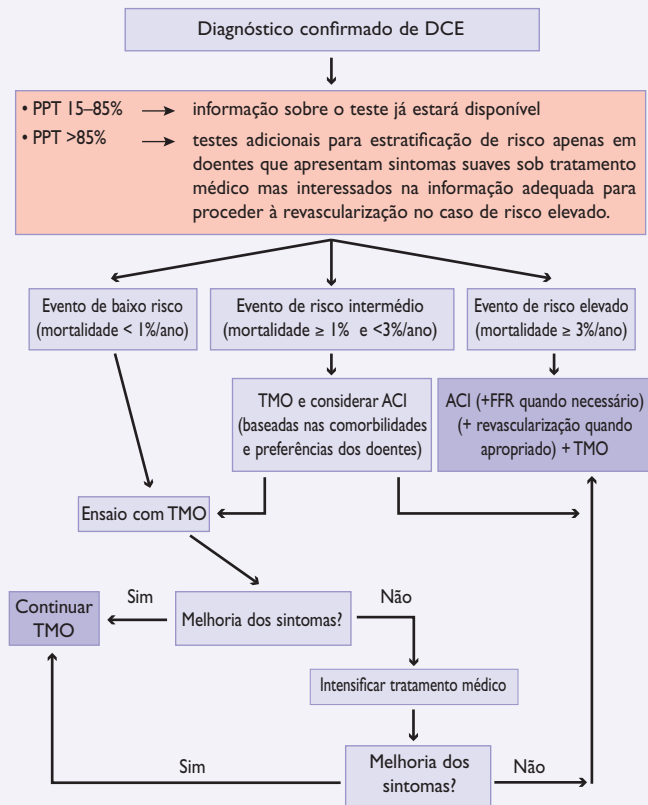 Diagnóstico confirmado de DCE
• PPT 15–85% → informação sobre o teste já estará disponível
• PPT >85% → testes adicionais para estratificação de risco apenas em
doentes que apresentam sintomas suaves sob tratamento
médico mas interessados na informação adequada para
proceder à revascularização no caso de risco elevado.
Evento de baixo risco
(mortalidade < 1%/ano)
Evento de risco intermédio
(mortalidade ≥ 1% e <3%/ano)
Evento de risco elevado
(mortalidade ≥ 3%/ano)
TMO e considerar ACI
(baseadas nas comorbilidades
e preferências dos doentes)
ACI (+FFR quando necessário)
(+ revascularização quando
apropriado) + TMO
Ensaio com TMO
Melhoria dos sintomas?
Sim
Não
Continuar
TMO
Intensificar tratamento médico
Melhoria dos
sintomas?
Sim
Não